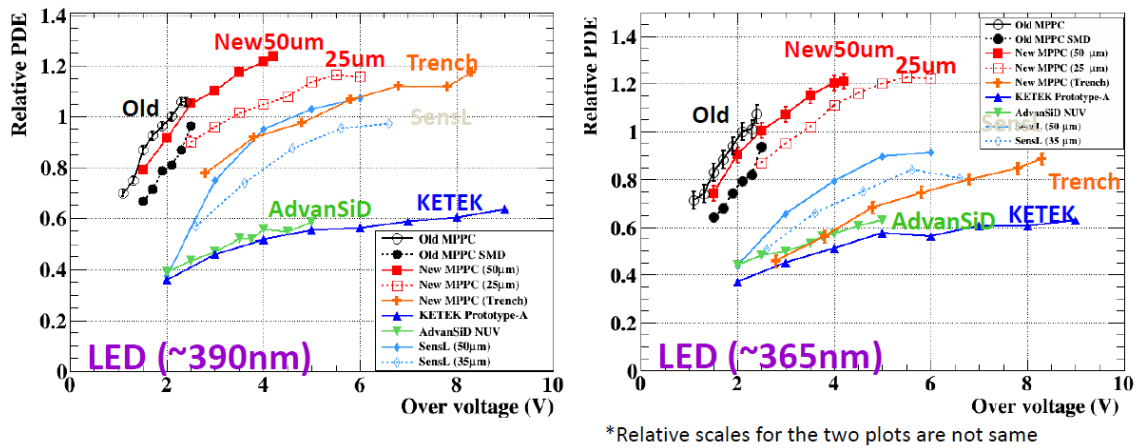 Relative PDE
1.4
1.2
1
0.8
0.6
0.4
0.2
0
0
2
4
6
8
10
Over voltage (V)
New50um
25um
Trench
Old
SensL
KETEK
AdvanSiD
LED (~390nm)
Old MPPC
Old MPPC SMD
New MPPC (50μm)
New MPPC (25μm)
New MPPC (Trench)
KETEK Prototype-A
AdvanSiD NUV
SensL (50μm)
SensL (35μm)
Relative PDE
1.4
1.2
1
0.8
0.6
0.4
0.2
0
0
2
4
6
8
10
Over voltage (V)
New50um
25um
Old
SensL
Trench
AdvanSiD
KETEK
LED (~365nm)
Old MPPC
Old MPPC SMD
New MPPC (50 μm)
New MPPC (25 μm)
New MPPC (Trench)
KETEK Prototype-A
AdvanSiD NUV
SensL (50 μm)
SensL (35 μm)
*Relative scales for the two plots are not same